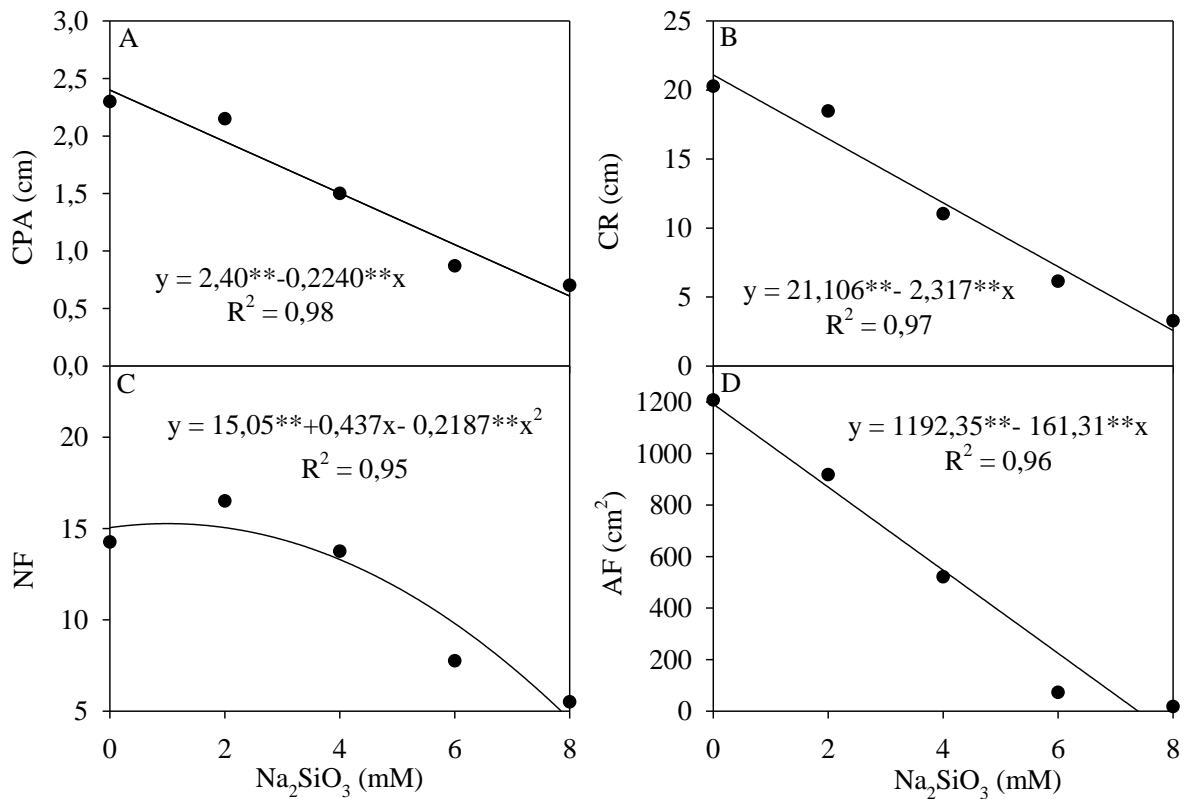 A
3,0
2,5
2,0
1,5
1,0
0,5
0,0
CPA (cm)
y = 2,40**-0,2240**x
R² = 0,98
B
25
20
15
10
5
0
CR (cm)
y = 21,106**- 2,317**x
R² = 0,97
C
20
15
10
5
NF
y = 15,05**+0,437x- 0,2187**x²
R² = 0,95
0 2 4 6 8
Na₂SiO₃ (mM)
D
1200
1000
800
600
400
200
0
AF (cm²)
y = 1192,35**- 161,31**x
R² = 0,96
0 2 4 6 8
Na₂SiO₃ (mM)